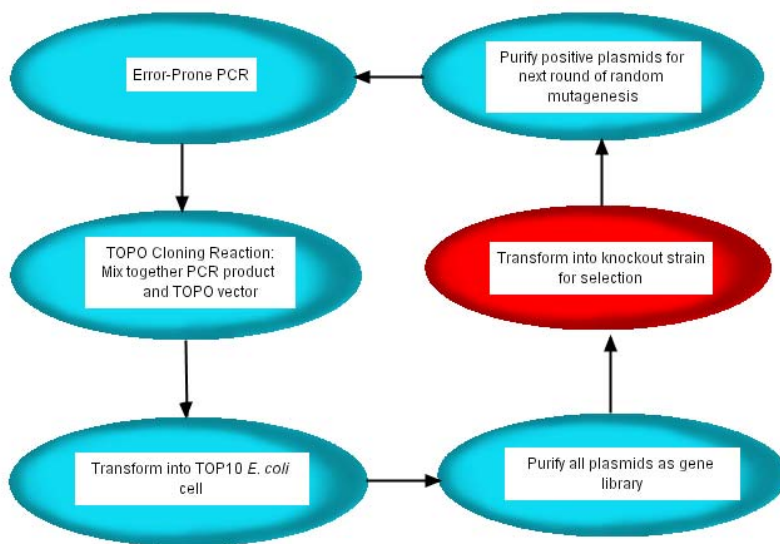 Error-Prone PCR
Purify positive plasmids for
next round of random
mutagenesis
TOPO Cloning Reaction:
Mix together PCR product
and TOPO vector
Transform into knockout strain
for selection
Transform into TOP10 E. coli
cell
Purify all plasmids as gene
library